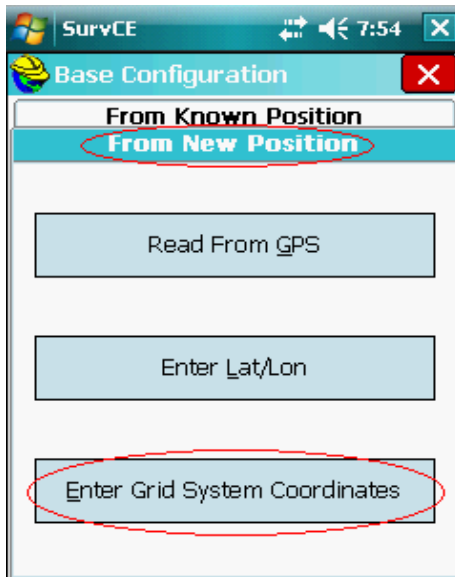 SurvCE 7:54
Base Configuration
From Known Position
From New Position
Read From GPS
Enter Lat/Lon
Enter Grid System Coordinates